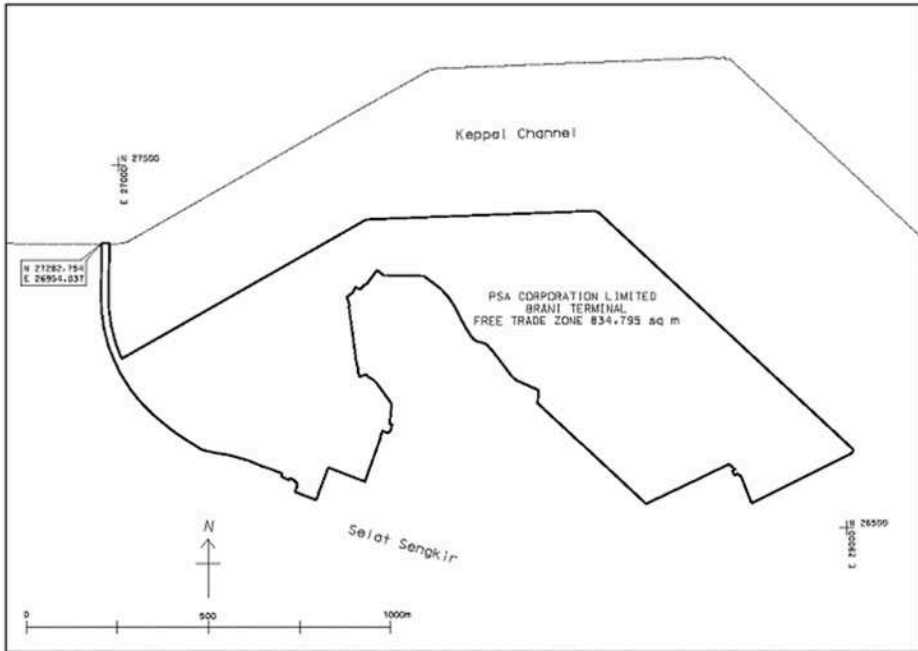 Keppel Channel
N 27500
E 27000
N 27282.754
E 26954.037
PSA CORPORATION LIMITED
BRANI TERMINAL
FREE TRADE ZONE 834,795 sq m
Selat Sengkir
N 26500
E 29000
N
0 500 1000m